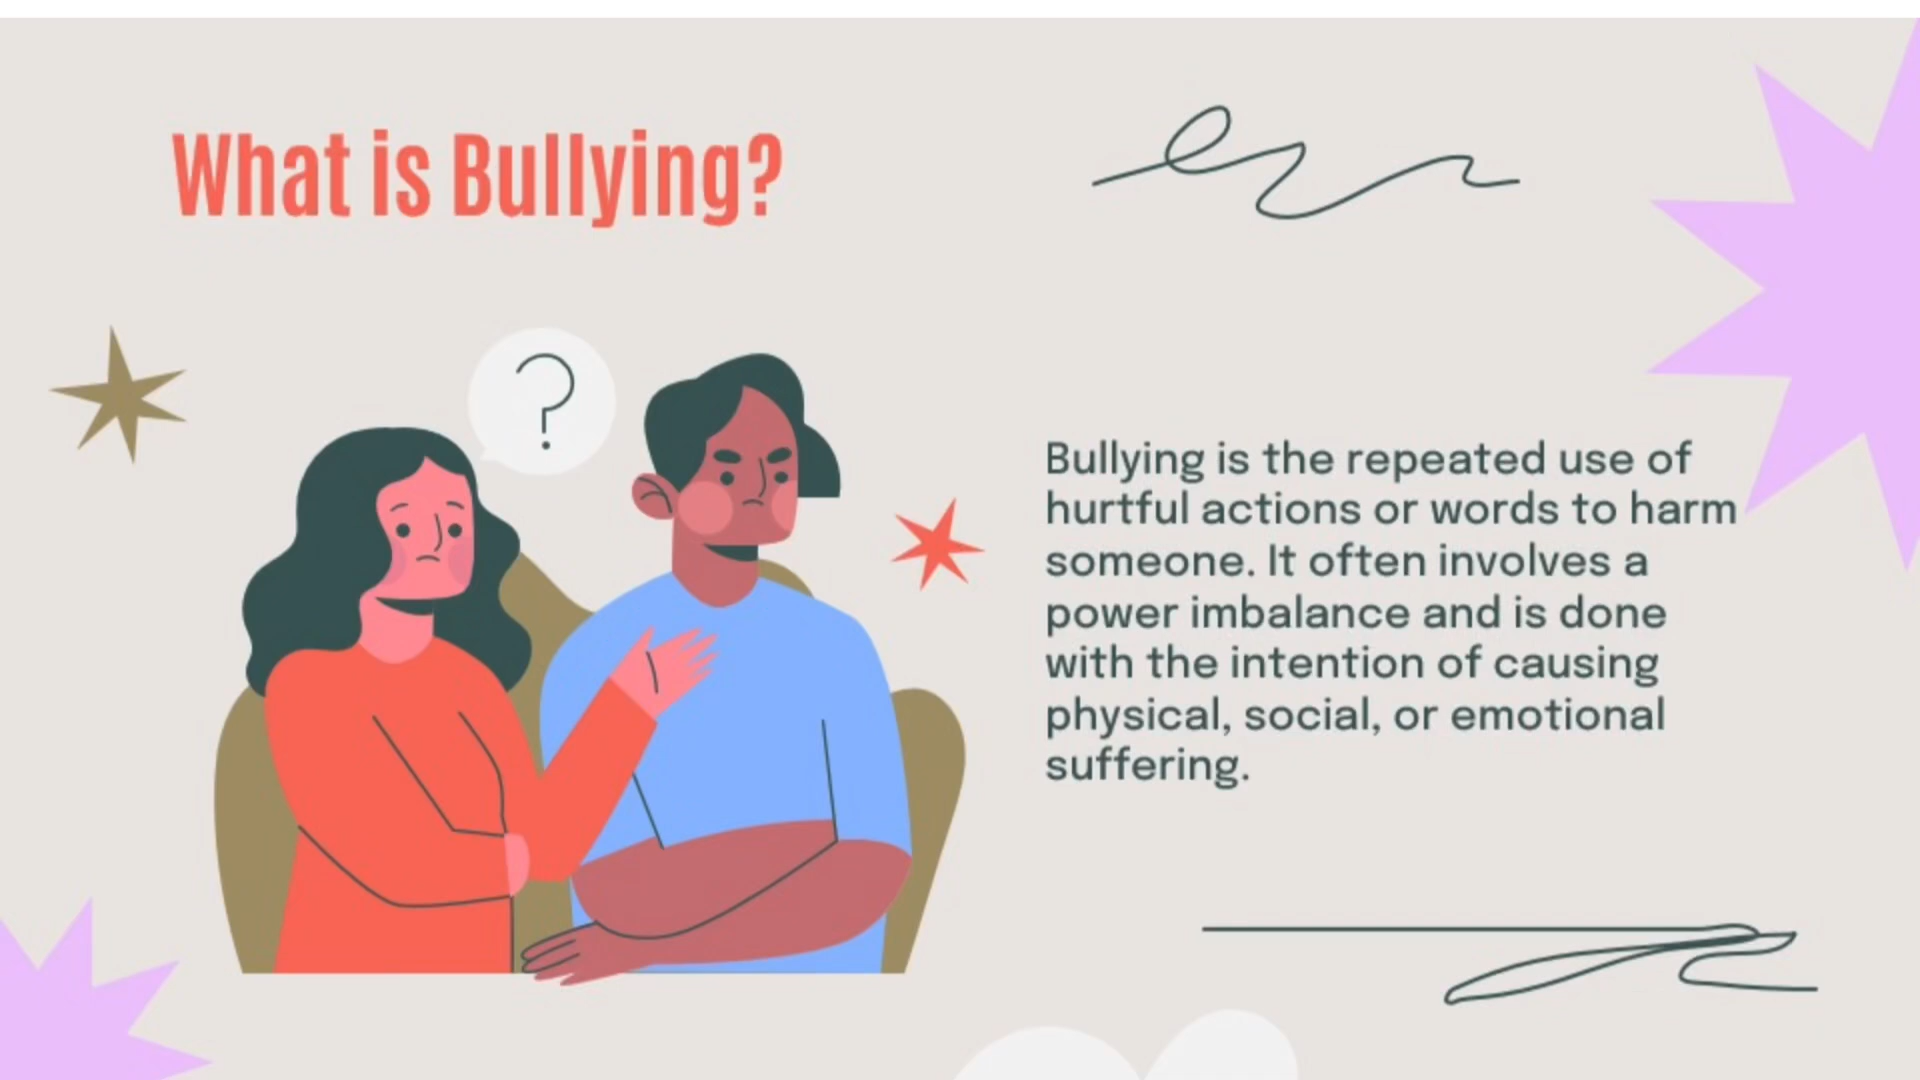 What is Bullying?
?
Bullying is the repeated use of
hurtful actions or words to harm
someone. It often involves a
power imbalance and is done
with the intention of causing
physical, social, or emotional
suffering.